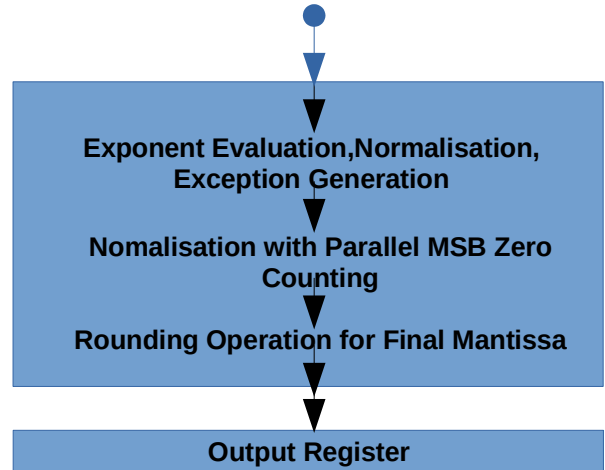 Exponent Evaluation,Normalisation,
Exception Generation
Nomalisation with Parallel MSB Zero
Counting
Rounding Operation for Final Mantissa
Output Register